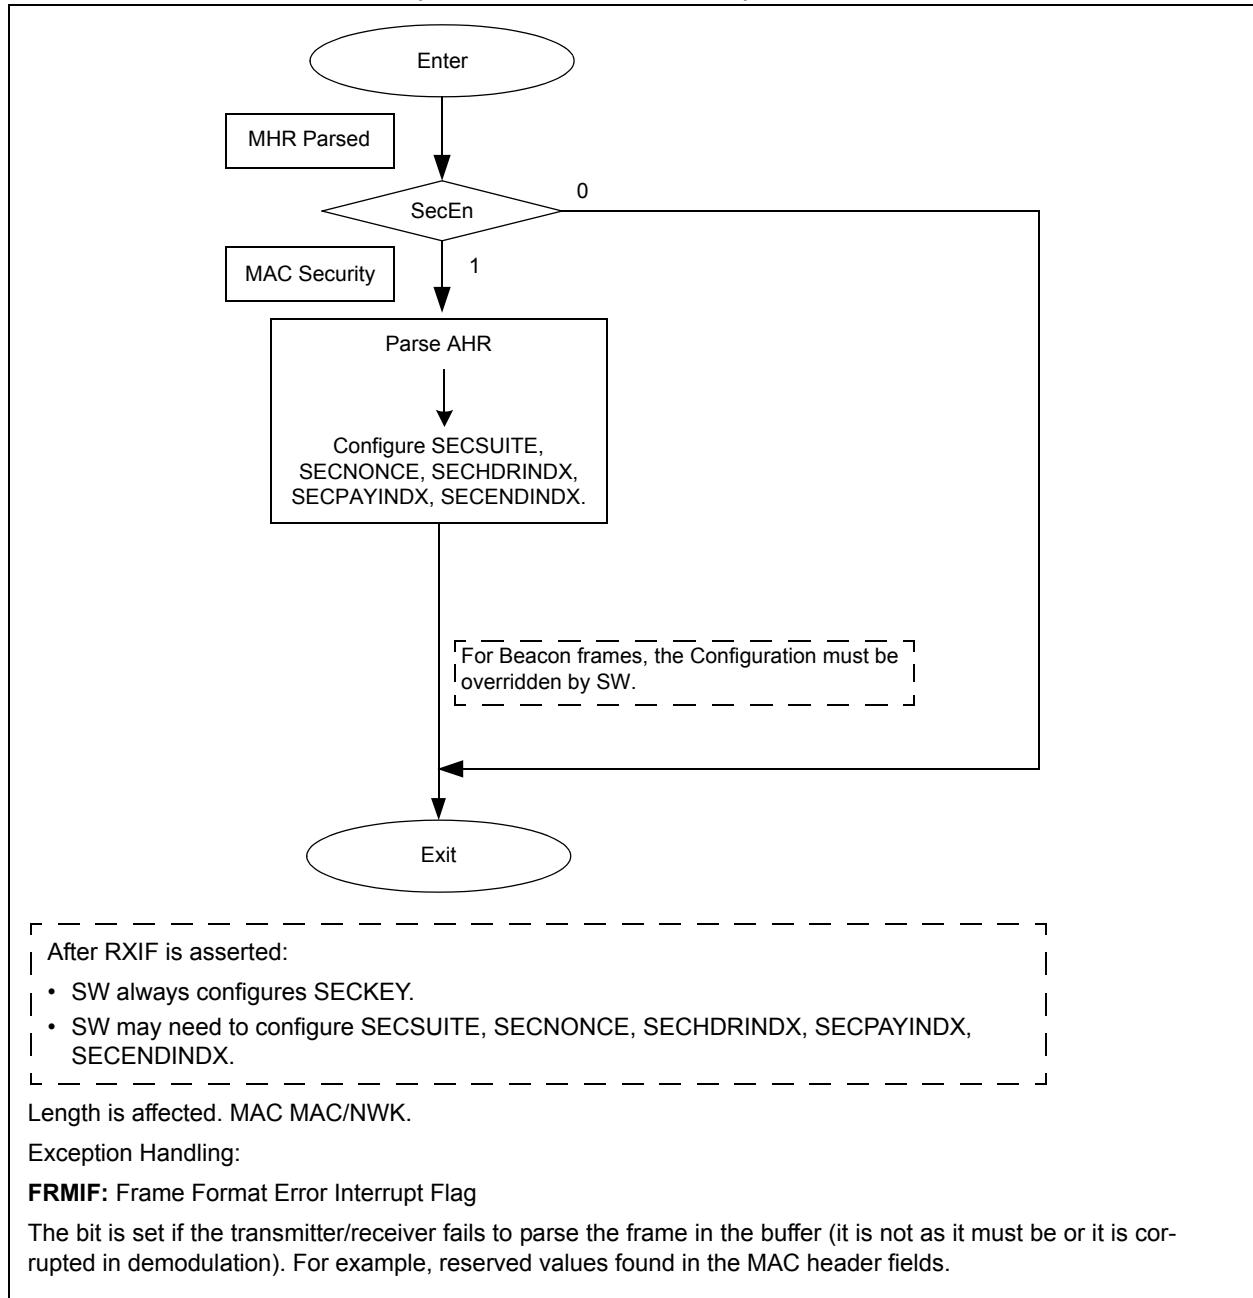 Enter
MHR Parsed
0
SecEn
MAC Security
1
Parse AHR
Configure SECSUITE,
SECNONCE, SECHDRINDX,
SECPAYINDX, SECENDINDX.
For Beacon frames, the Configuration must be
overridden by SW.
Exit
After RXIF is asserted:
• SW always configures SECKEY.
• SW may need to configure SECSUITE, SECNONCE, SECHDRINDX, SECPAYINDX,
SECENDINDX.
Length is affected. MAC MAC/NWK.
Exception Handling:
FRMIF: Frame Format Error Interrupt Flag
The bit is set if the transmitter/receiver fails to parse the frame in the buffer (it is not as it must be or it is cor-
rupted in demodulation). For example, reserved values found in the MAC header fields.